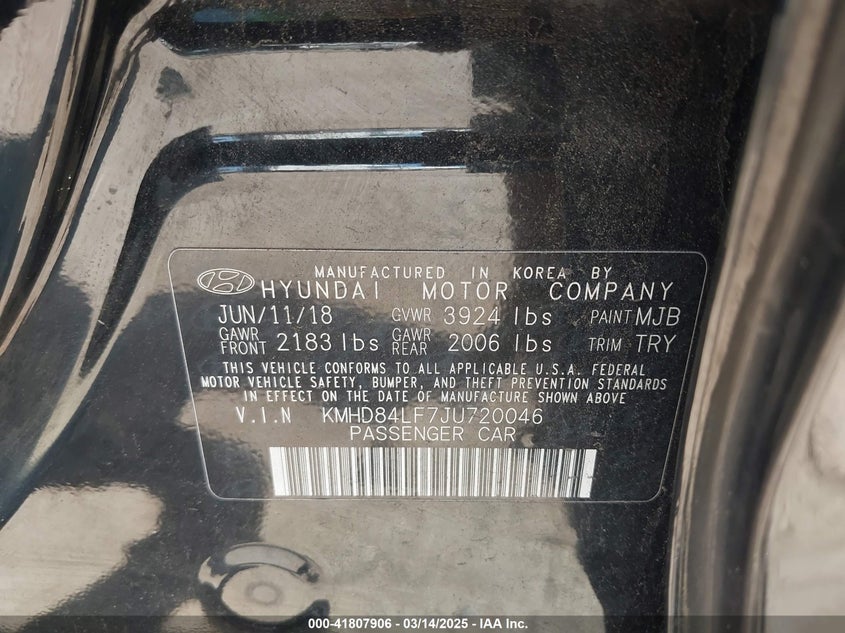 MANUFACTURED IN KOREA BY
HYUNDAI MOTOR COMPANY
JUN/11/18 GVWR 3924 lbs PAINT MJB
GAWR FRONT 2183 lbs GAWR REAR 2006 lbs TRIM TRY
THIS VEHICLE CONFORMS TO ALL APPLICABLE U.S.A. FEDERAL
MOTOR VEHICLE SAFETY, BUMPER, AND THEFT PREVENTION STANDARDS
IN EFFECT ON THE DATE OF MANUFACTURE SHOWN ABOVE
V.I.N KMHD84LF7JU720046
PASSENGER CAR
000-41807906 - 03/14/2025 - IAA Inc.